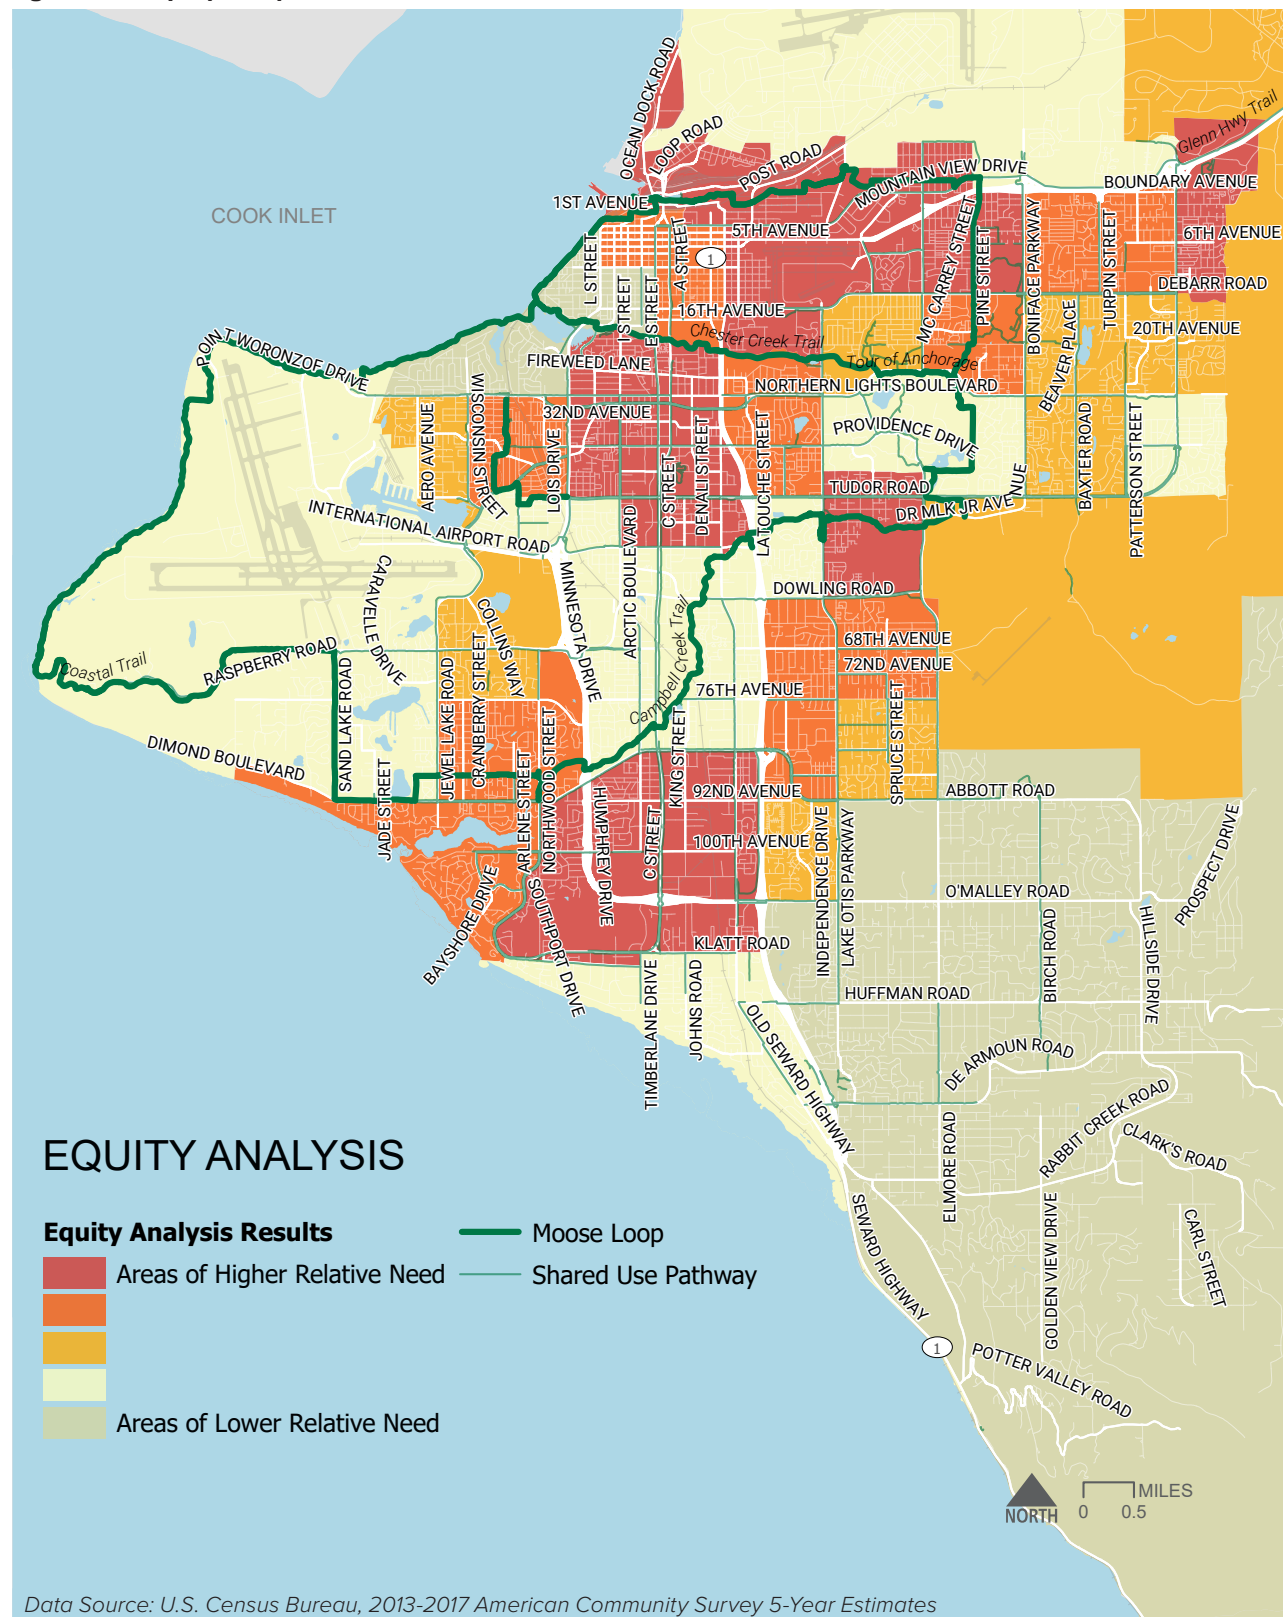 OCEAN DOCK ROAD
LOOP ROAD
POST ROAD
Glenn Hwy Trail
MOUNTAIN VIEW DRIVE
BOUNDARY AVENUE
1ST AVENUE
COOK INLET
5TH AVENUE
6TH AVENUE
L STREET
I STREET
E STREET
A STREET
1
MC CARREY STREET
PINE STREET
BONIFACE PARKWAY
TURPIN STREET
DEBARR ROAD
16TH AVENUE
20TH AVENUE
Chester Creek Trail
Tour of Anchorage
BEAVER PLACE
POINT WORONZOF DRIVE
FIREWEED LANE
NORTHERN LIGHTS BOULEVARD
32ND AVENUE
AERO AVENUE
WISCONSIN STREET
LOIS DRIVE
DENALI STREET
C STREET
LA TOUCHE STREET
PROVIDENCE DRIVE
BAXTER ROAD
PATTERSON STREET
TUDOR ROAD
DR MLK JR AVENUE
INTERNATIONAL AIRPORT ROAD
ARCTIC BOULEVARD
MINNESOTA DRIVE
CARAVELLE DRIVE
DOWLING ROAD
COLLINS WAY
68TH AVENUE
72ND AVENUE
Coastal Trail
RASPBERRY ROAD
SAND LAKE ROAD
JEWEL LAKE ROAD
CRANBERRY STREET
Campbell Creek Trail
76TH AVENUE
SPRUCE STREET
NORTHWOOD STREET
ARLENE STREET
KING STREET
DIMOND BOULEVARD
JADE STREET
92ND AVENUE
ABBOTT ROAD
HUMPHREY DRIVE
C STREET
100TH AVENUE
INDEPENDENCE DRIVE
LAKE OTIS PARKWAY
O'MALLEY ROAD
PROSPECT DRIVE
BAYSHORE DRIVE
SOUTHPORT DRIVE
KLATT ROAD
BIRCH ROAD
HILLSIDE DRIVE
HUFFMAN ROAD
TIMBERLANE DRIVE
JOHNS ROAD
OLD SEWARD HIGHWAY
DE ARMOUN ROAD
ELMORE ROAD
RABBIT CREEK ROAD
CLARK'S ROAD
SEWARD HIGHWAY
GOLDEN VIEW DRIVE
CARL STREET
1
POTTER VALLEY ROAD
EQUITY ANALYSIS
Equity Analysis Results
Moose Loop
Areas of Higher Relative Need
Shared Use Pathway
Areas of Lower Relative Need
MILES
NORTH
0 0.5
Data Source: U.S. Census Bureau, 2013-2017 American Community Survey 5-Year Estimates